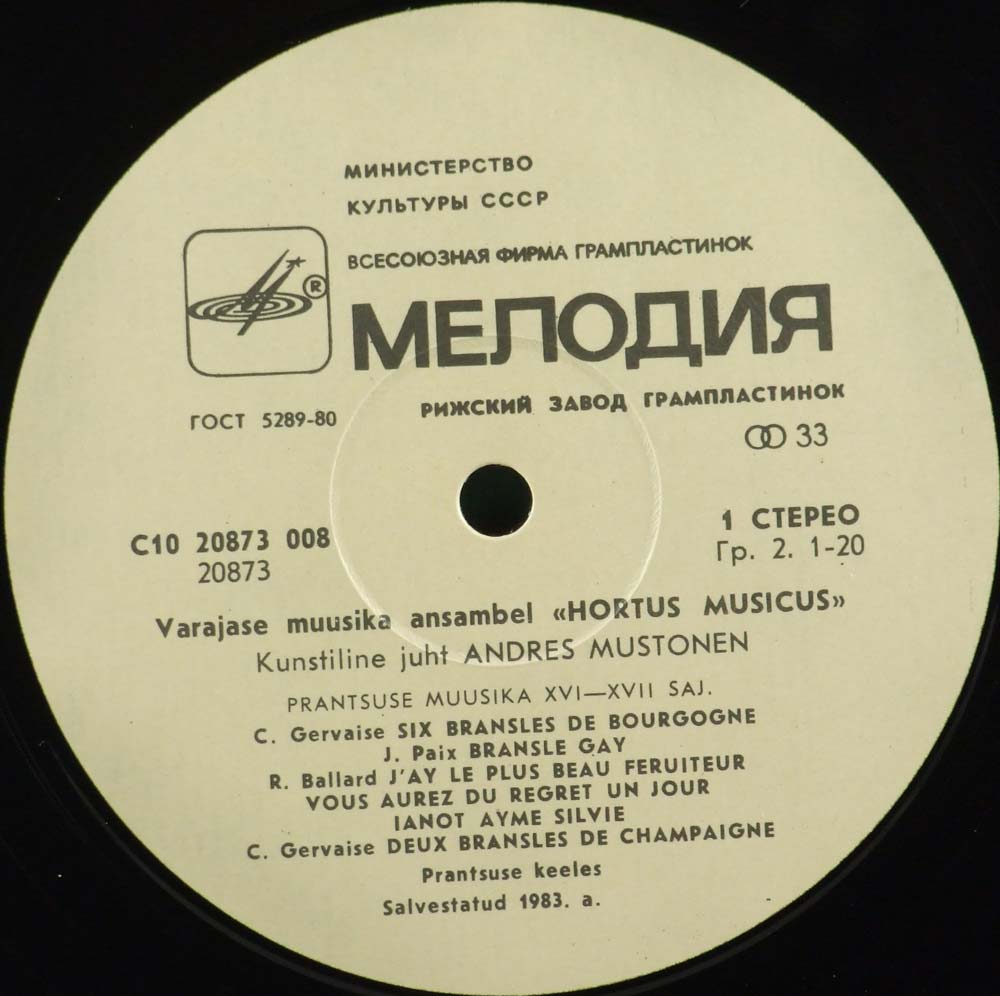 МИНИСТЕРСТВО
КУЛЬТУРЫ СССР
ВСЕСОЮЗНАЯ ФИРМА ГРАМПЛАСТИНОК
®
МЕЛОДИЯ
ГОСТ 5289-80
РИЖСКИЙ ЗАВОД ГРАМПЛАСТИНОК
33
С10 20873 008
1 СТЕРЕО
20873
Гр. 2. 1-20
Varajase muusika ansambel «HORTUS MUSICUS»
Kunstiline juht ANDRES MUSTONEN
PRANTSUSE MUUSIKA XVI—XVII SAJ.
C. Gervaise SIX BRANSLES DE BOURGOGNE
J. Paix BRANSLE GAY
R. Ballard J'AY LE PLUS BEAU FERUITEUR
VOUS AUREZ DU REGRET UN JOUR
IANOT AYME SILVIE
C. Gervaise DEUX BRANSLES DE CHAMPAIGNE
Prantsuse keeles
Salvestatud 1983. a.